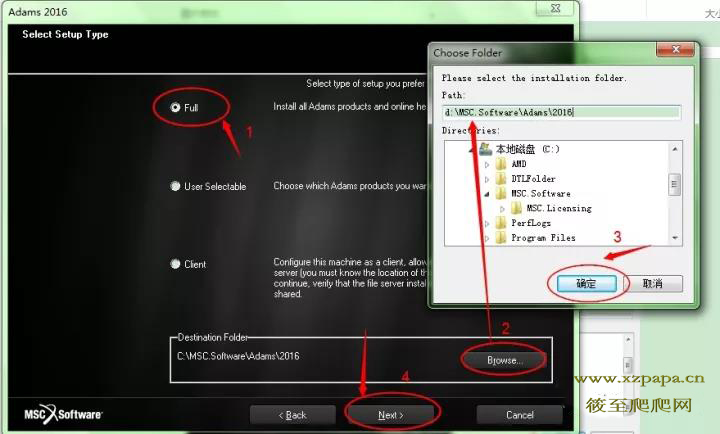 Adams 2016
大小
Select Setup Type
Select type of setup you prefer
Full
Install all Adams products and online he
1
User Selectable
Choose which Adams products you wan
Client
Configure this machine as a client, allow
server (you must know the location of th
continue, verify that the file server instal
shared.
Destination Folder
C:\MSC.Software\Adams\2016
2
Browse...
4
MSC Software
< Back
Next >
Cancel
Choose Folder
Please select the installation folder.
Path:
d:\MSC.Software\Adams\2016
Directories:
本地磁盘 (C:)
AMD
DTLFolder
MSC.Software
MSC.Licensing
PerfLogs
Program Files
3
确定
取消
www.xzpapa.cn
筱至爬爬网